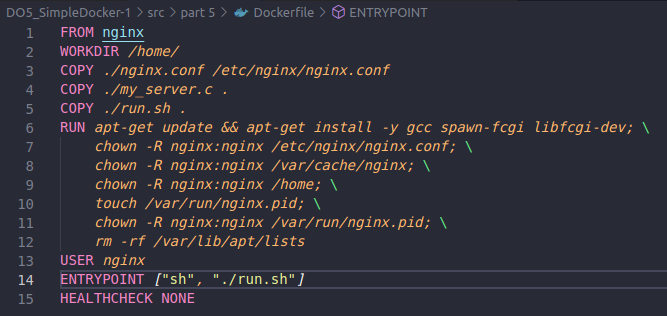 DO5_SimpleDocker-1 > src > part 5 > Dockerfile > ENTRYPOINT
1 FROM nginx
2 WORKDIR /home/
3 COPY ./nginx.conf /etc/nginx/nginx.conf
4 COPY ./my_server.c .
5 COPY ./run.sh .
6 RUN apt-get update && apt-get install -y gcc spawn-fcgi libfcgi-dev; \
7 chown -R nginx:nginx /etc/nginx/nginx.conf; \
8 chown -R nginx:nginx /var/cache/nginx; \
9 chown -R nginx:nginx /home; \
10 touch /var/run/nginx.pid; \
11 chown -R nginx:nginx /var/run/nginx.pid; \
12 rm -rf /var/lib/apt/lists
13 USER nginx
14 ENTRYPOINT ["sh", "./run.sh"]
15 HEALTHCHECK NONE